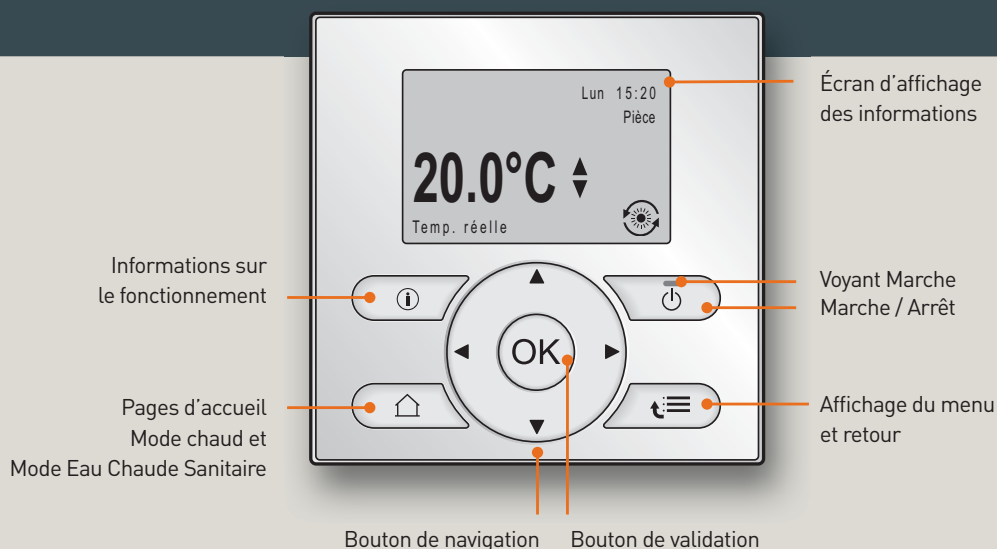 Lun 15:20
Pièce
20.0°C
Temp. réelle
OK
Écran d'affichage
des informations
Informations sur
le fonctionnement
Voyant Marche
Marche / Arrêt
Pages d'accueil
Mode chaud et
Mode Eau Chaude Sanitaire
Affichage du menu
et retour
Bouton de navigation
Bouton de validation